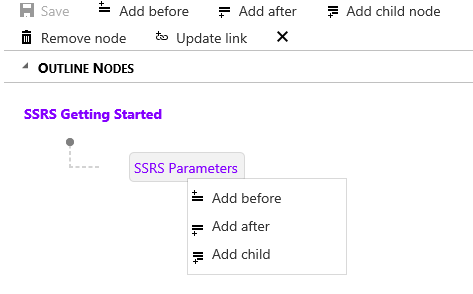 Save Add before Add after Add child node
Remove node Update link
OUTLINE NODES
SSRS Getting Started
SSRS Parameters
Add before
Add after
Add child